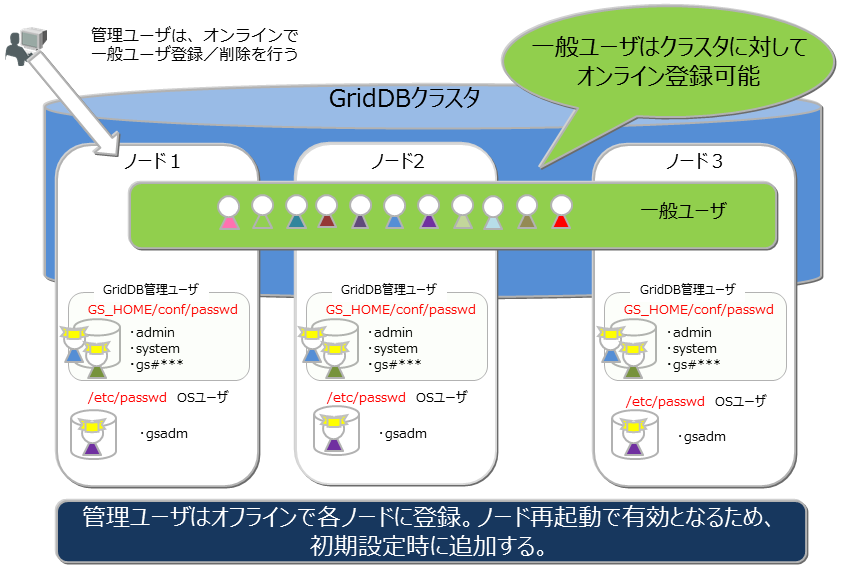 管理ユーザは、オンラインで
一般ユーザ登録／削除を行う
一般ユーザはクラスタに対して
オンライン登録可能
GridDBクラスタ
ノード１
ノード2
ノード３
一般ユーザ
GridDB管理ユーザ
GS_HOME/conf/passwd
・admin
・system
・gs#***
/etc/passwd OSユーザ
・gsadm
GridDB管理ユーザ
GS_HOME/conf/passwd
・admin
・system
・gs#***
/etc/passwd OSユーザ
・gsadm
GridDB管理ユーザ
GS_HOME/conf/passwd
・admin
・system
・gs#***
/etc/passwd OSユーザ
・gsadm
管理ユーザはオフラインで各ノードに登録。ノード再起動で有効となるため、
初期設定時に追加する。